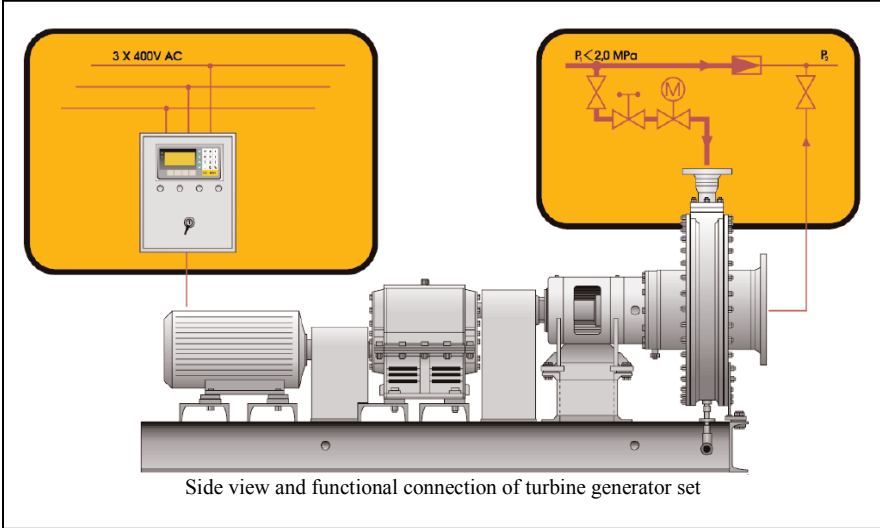 3 X 400V AC
P₁<2,0 MPa
P₂
M
Side view and functional connection of turbine generator set